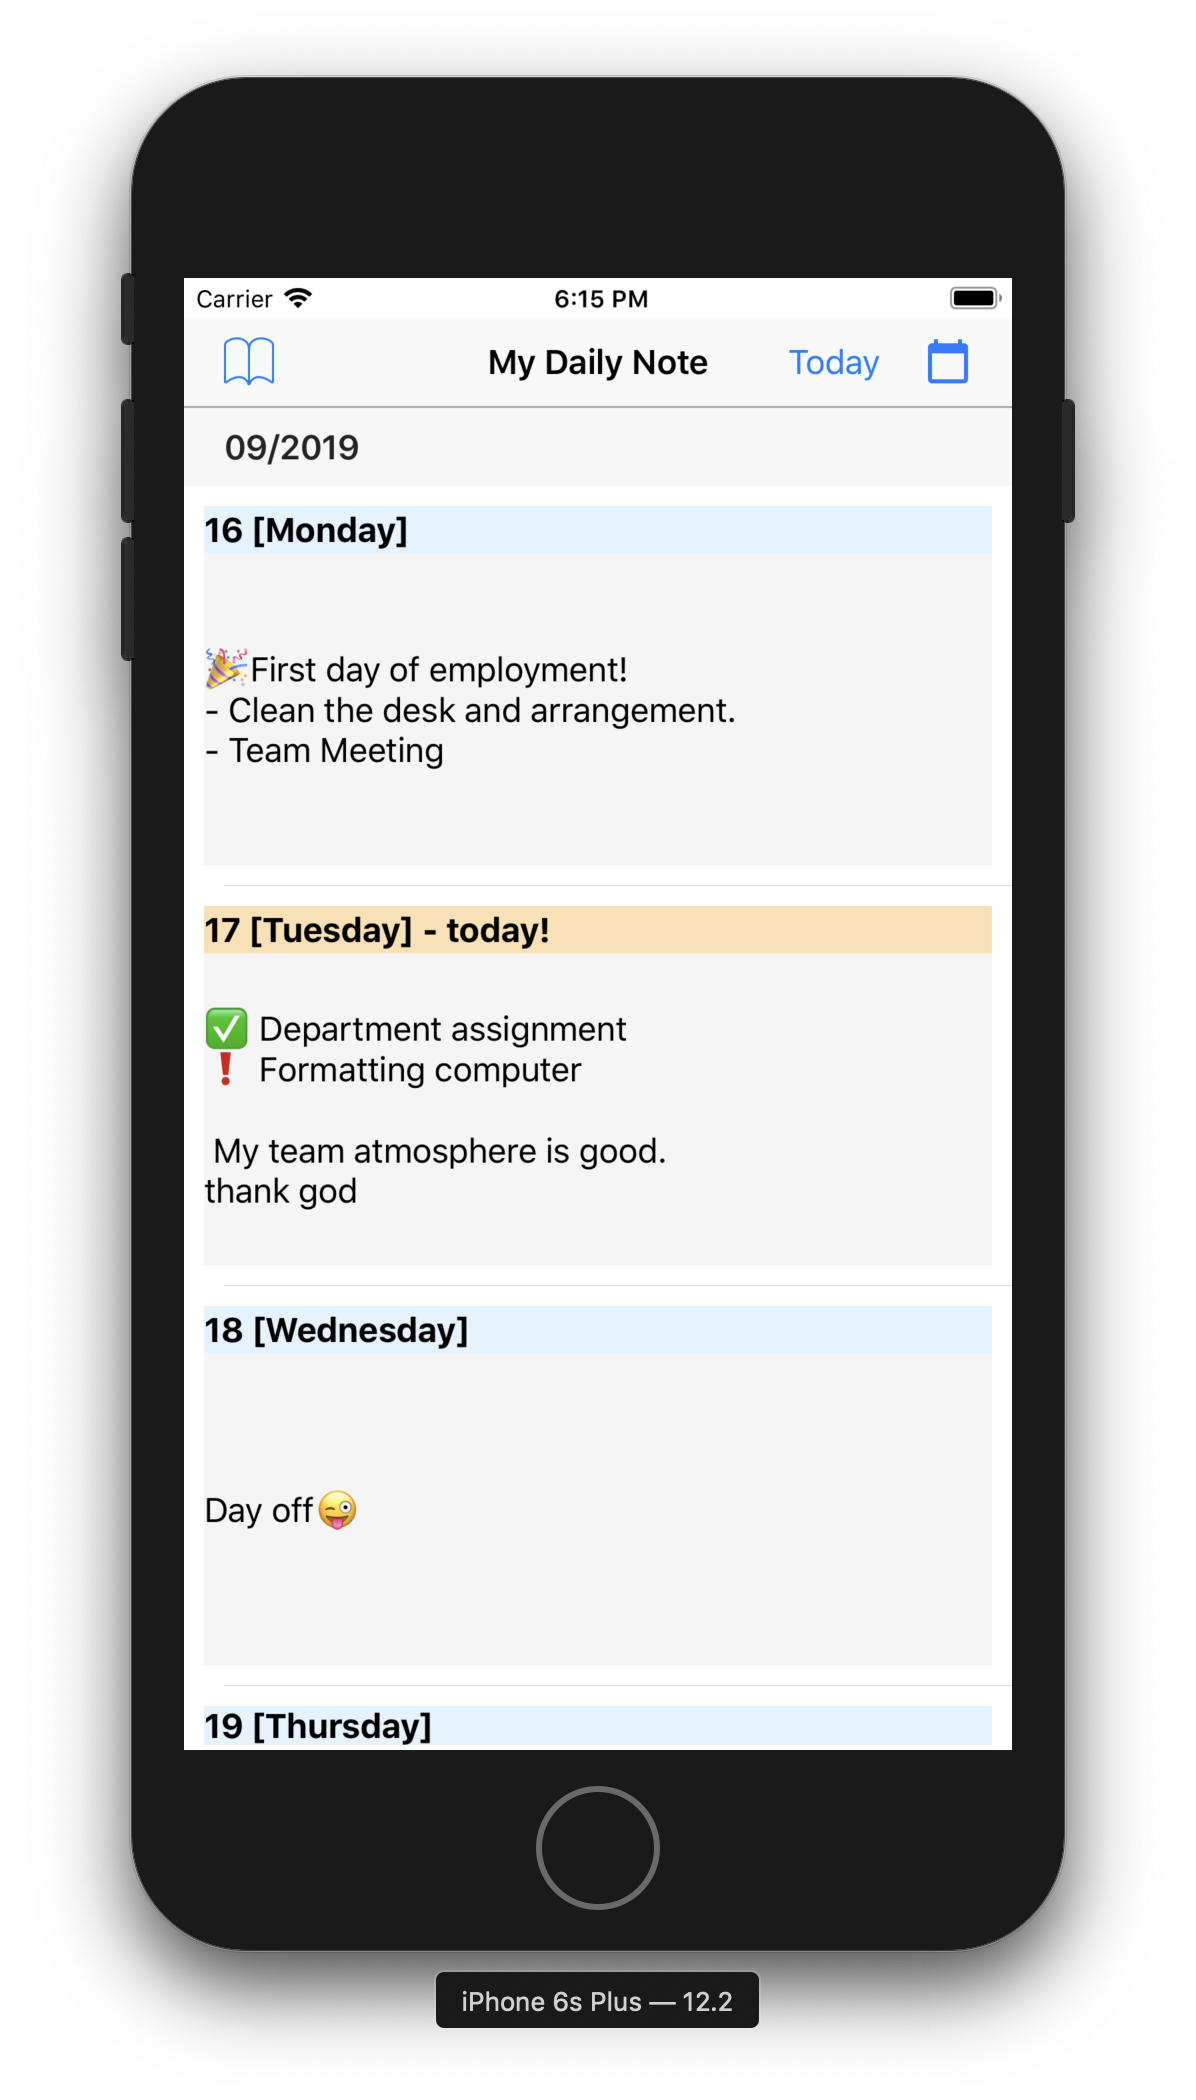 Carrier 6:15 PM
My Daily Note Today
09/2019
16 [Monday]
🎉First day of employment!
- Clean the desk and arrangement.
- Team Meeting
17 [Tuesday] - today!
✅ Department assignment
❗ Formatting computer
My team atmosphere is good.
thank god
18 [Wednesday]
Day off😜
19 [Thursday]
iPhone 6s Plus — 12.2